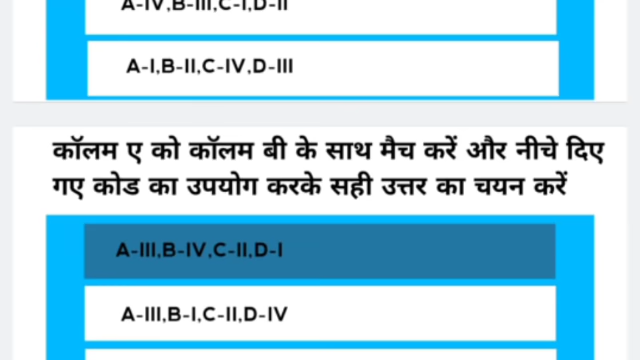 A-IV,B-III,C-I,D-II
A-I,B-II,C-IV,D-III
कॉलम ए को कॉलम बी के साथ मैच करें और नीचे दिए
गए कोड का उपयोग करके सही उत्तर का चयन करें
A-III,B-IV,C-II,D-I
A-III,B-I,C-II,D-IV